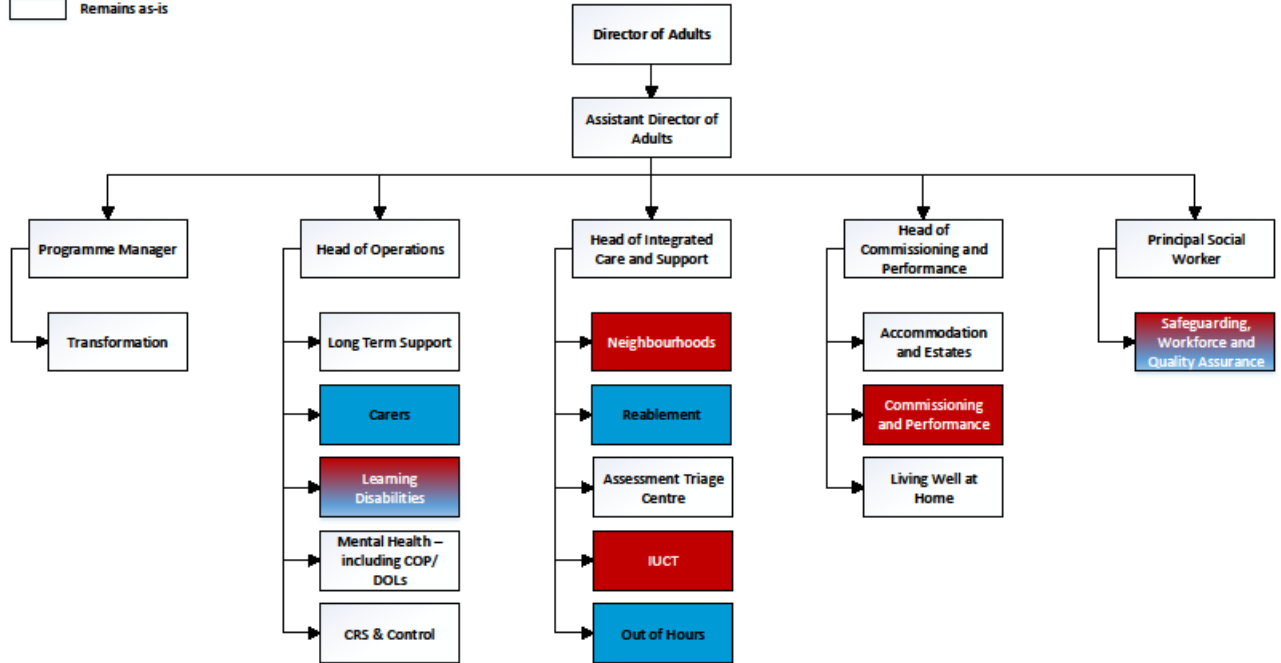 Remains as-is
Director of Adults
Assistant Director of
Adults
Programme Manager
Head of Operations
Head of Integrated
Care and Support
Head of
Commissioning and
Performance
Principal Social
Worker
Transformation
Long Term Support
Neighbourhoods
Accommodation
and Estates
Safeguarding,
Workforce and
Quality Assurance
Carers
Reablement
Commissioning
and Performance
Learning
Disabilities
Assessment Triage
Centre
Living Well at
Home
Mental Health –
including COP/
DOLs
IUCT
CRS & Control
Out of Hours